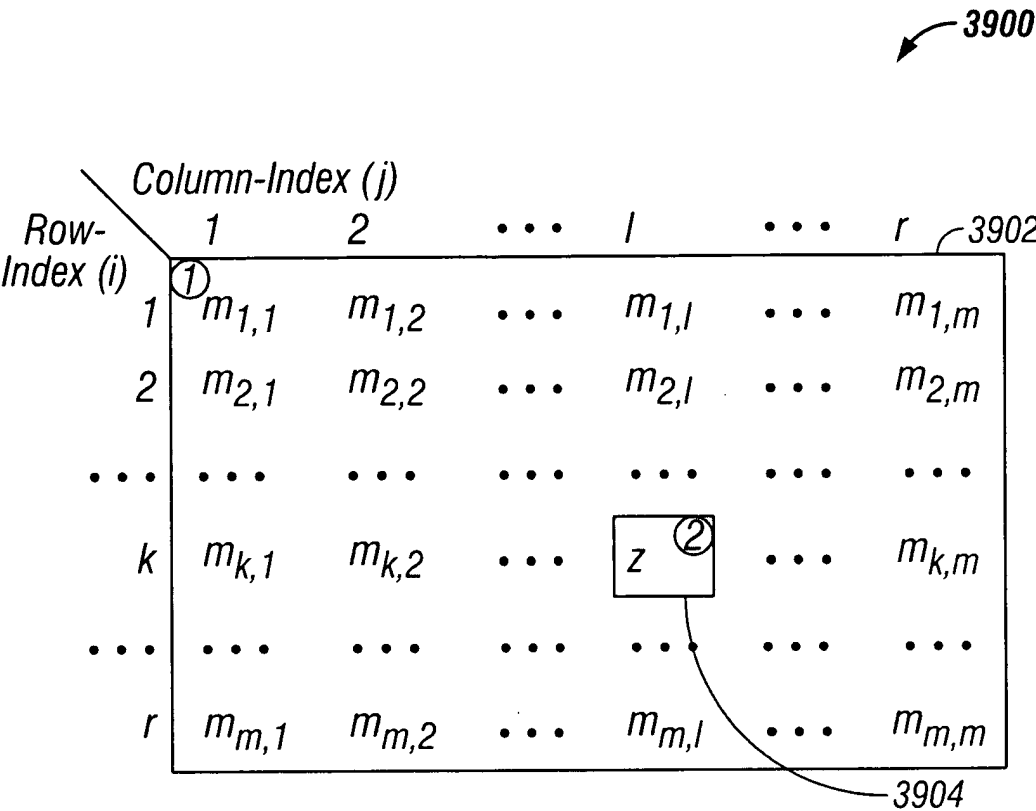 3900
Column-Index (j)
Row-Index (i)
1 2 ••• l ••• r
3902
①
1 m1,1 m1,2 ••• m1,l ••• m1,m
2 m2,1 m2,2 ••• m2,l ••• m2,m
••• ••• ••• ••• ••• ••• •••
k mk,1 mk,2 ••• z ② ••• mk,m
••• ••• ••• ••• ••• ••• •••
r mm,1 mm,2 ••• mm,l ••• mm,m
3904